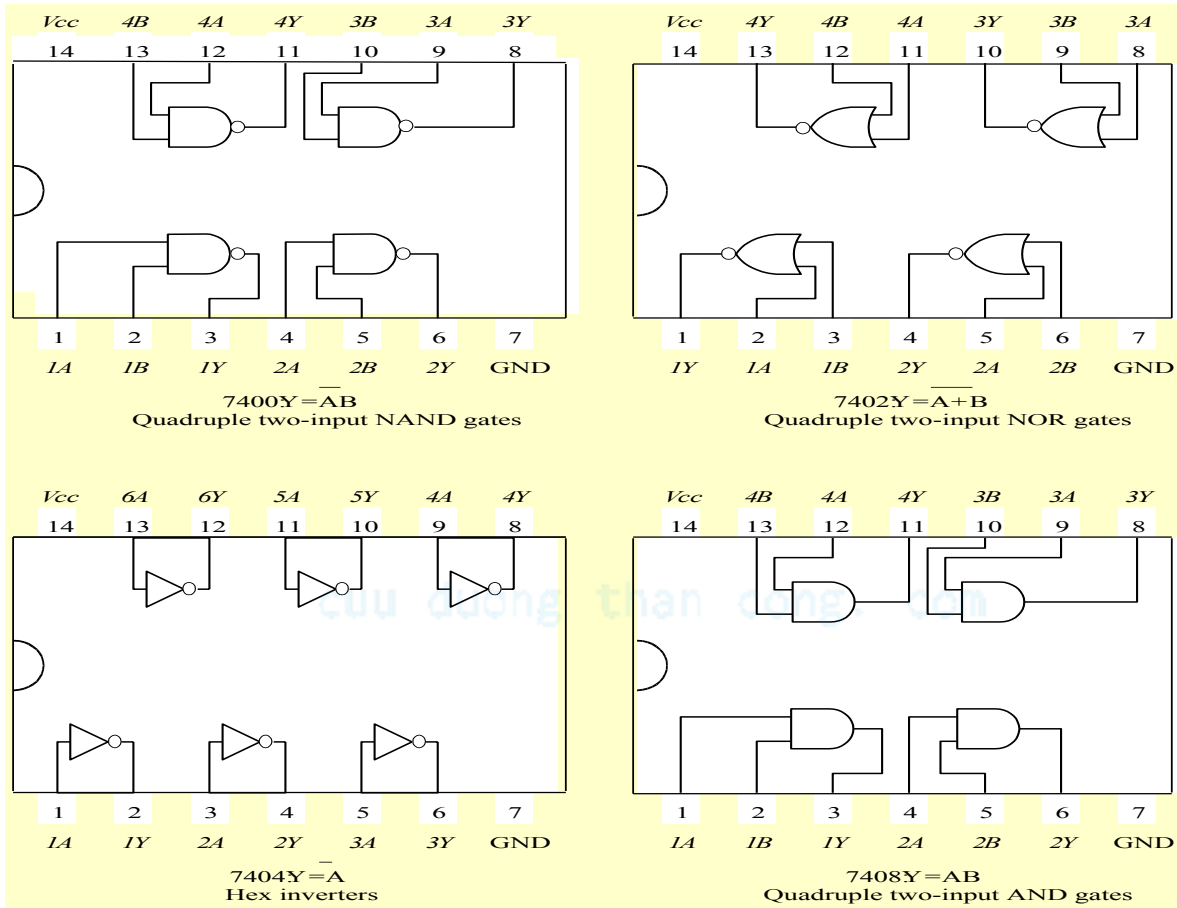 Vcc 4B 4A 4Y 3B 3A 3Y
14 13 12 11 10 9 8
1 2 3 4 5 6 7
1A 1B 1Y 2A 2B 2Y GND
7400:Y=A̅B̅
Quadruple two-input NAND gates
Vcc 4Y 4B 4A 3Y 3B 3A
14 13 12 11 10 9 8
1 2 3 4 5 6 7
1Y 1A 1B 2Y 2A 2B GND
7402:Y=A̅+̅B̅
Quadruple two-input NOR gates
Vcc 6A 6Y 5A 5Y 4A 4Y
14 13 12 11 10 9 8
1 2 3 4 5 6 7
1A 1Y 2A 2Y 3A 3Y GND
7404:Y=A̅
Hex inverters
Vcc 4B 4A 4Y 3B 3A 3Y
14 13 12 11 10 9 8
1 2 3 4 5 6 7
1A 1B 1Y 2A 2B 2Y GND
7408:Y=AB
Quadruple two-input AND gates
cuu duong than cong. com